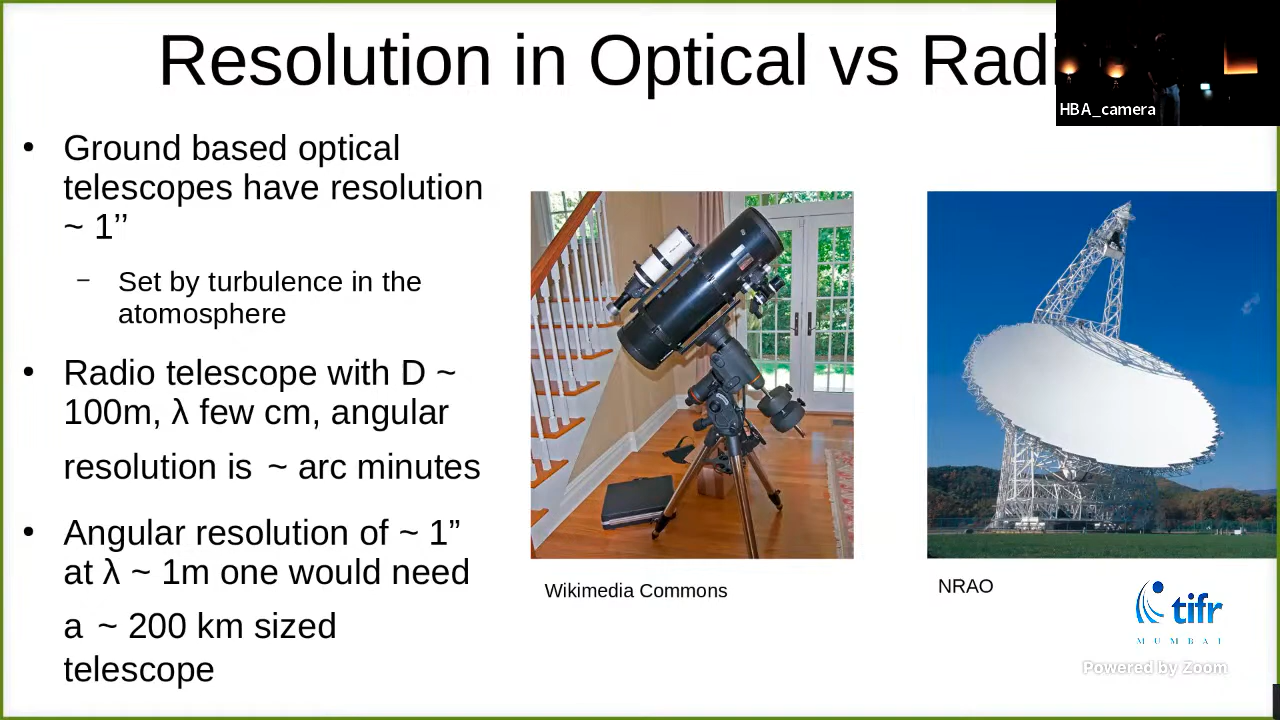 Resolution in Optical vs Radi
HBA_camera
• Ground based optical
telescopes have resolution
~ 1’’
– Set by turbulence in the
atomosphere
• Radio telescope with D ~
100m, λ few cm, angular
resolution is ~ arc minutes
• Angular resolution of ~ 1”
at λ ~ 1m one would need
a ~ 200 km sized
telescope
Wikimedia Commons
NRAO
tifr
MUMBAI
Powered by Zoom